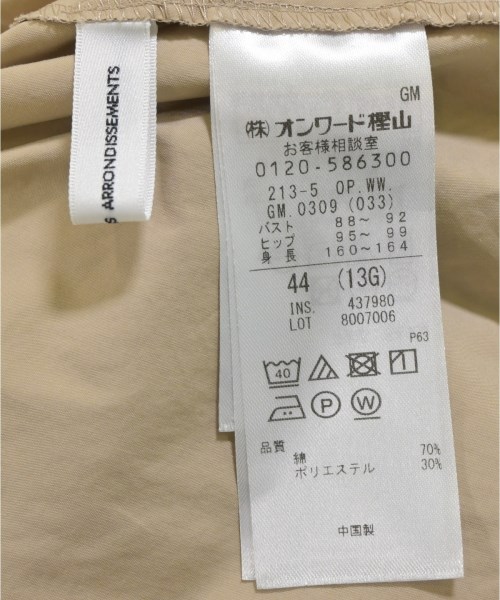 S ARRONDISSEMENTS
GM
㈱ オンワード樫山
お客様相談室
0120-586300
213-5 OP.WW.
GM.0309 (033)
バスト 88～ 92
ヒップ 95～ 99
身 長 160～164
44 (13G)
INS. 437980
LOT 8007006
P63
40
P
W
品質
綿 70%
ポリエステル 30%
中国製